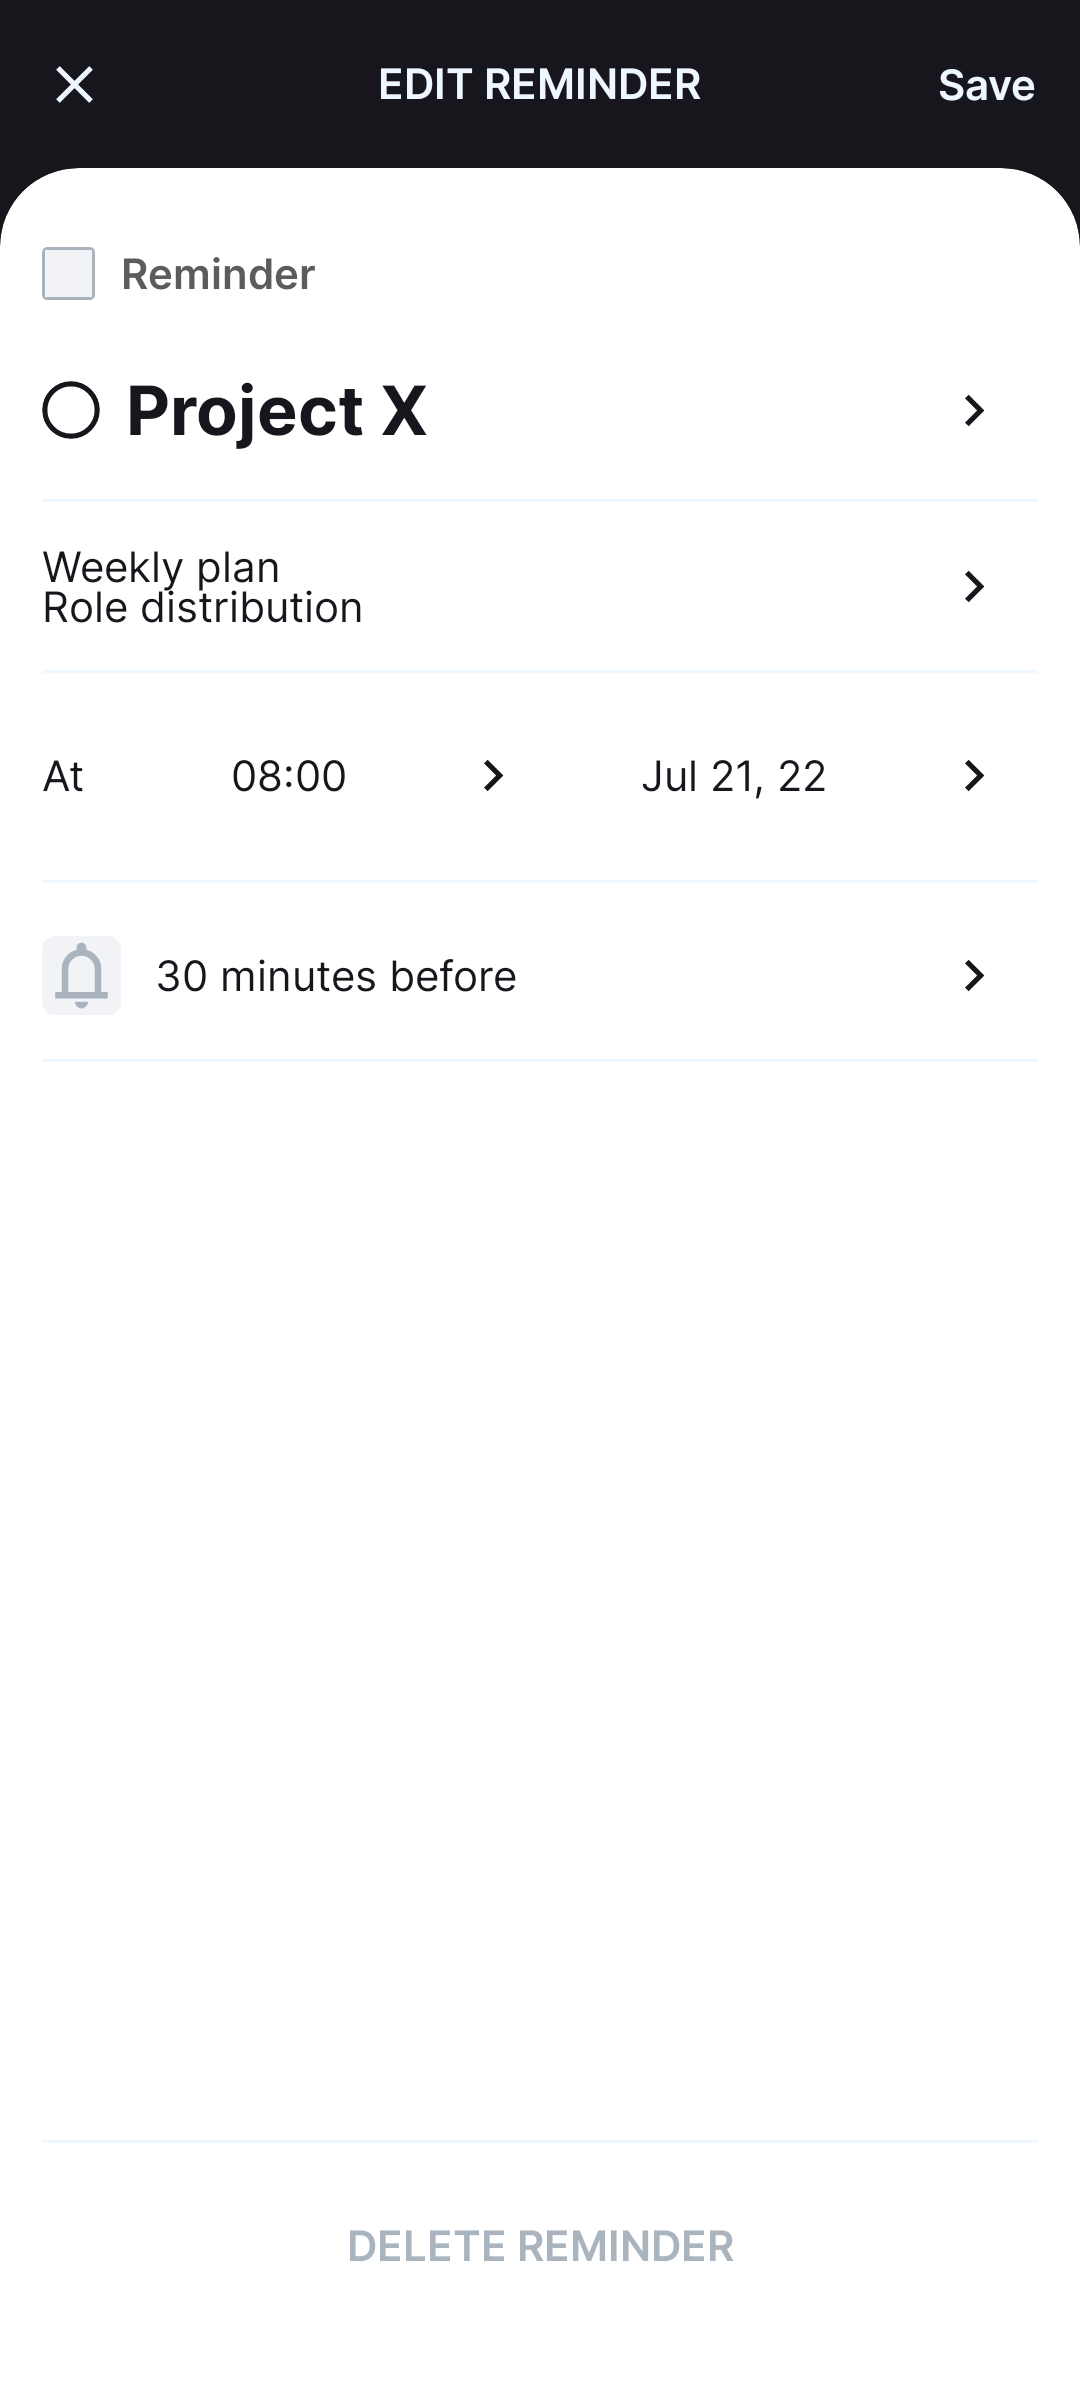 EDIT REMINDER
Save
Reminder
Project X
Weekly plan
Role distribution
At 08:00 Jul 21, 22
30 minutes before
DELETE REMINDER